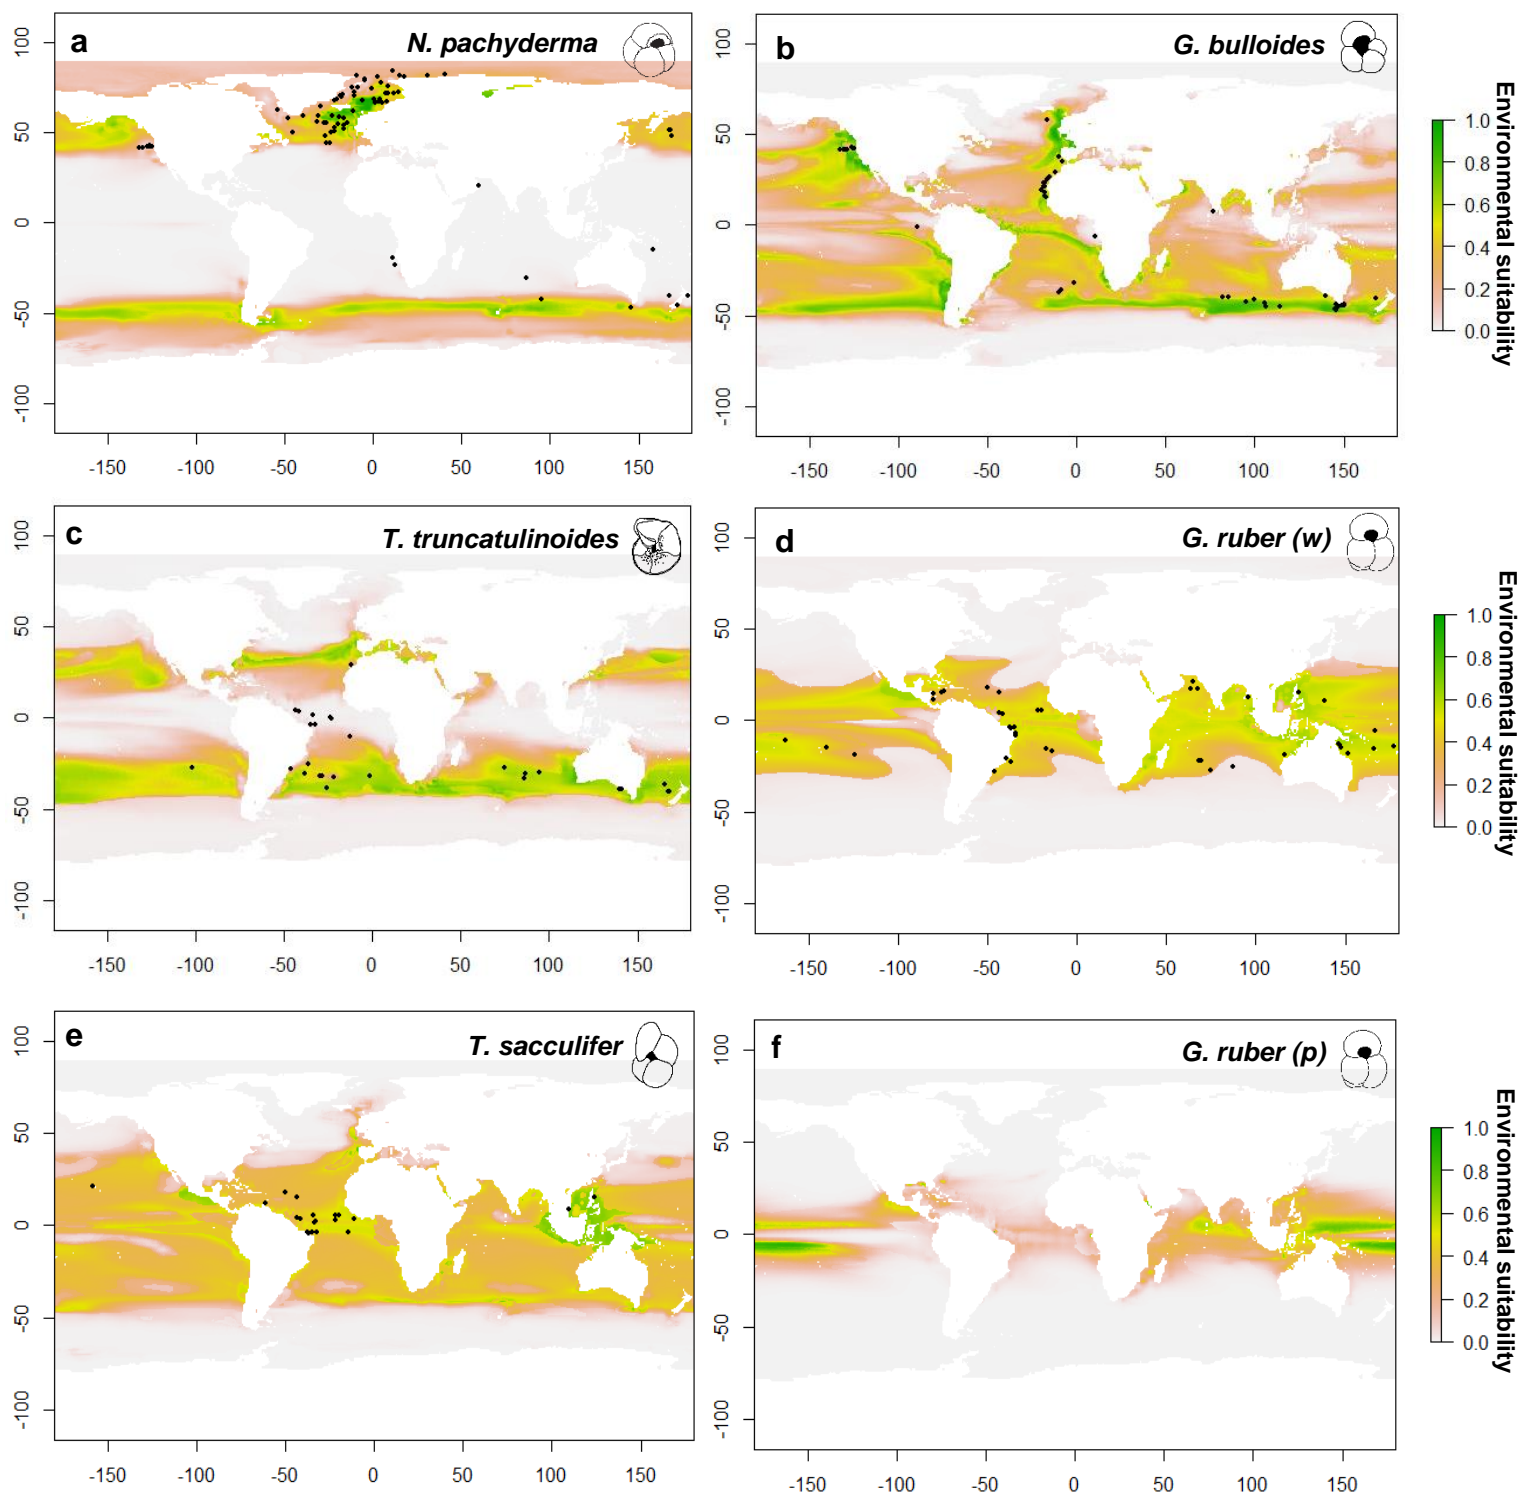 a
N. pachyderma
100
50
0
-50
-100
-150 -100 -50 0 50 100 150
b
G. bulloides
100
50
0
-50
-100
-150 -100 -50 0 50 100 150
1.0
0.8
0.6
0.4
0.2
0.0
Environmental suitability
c
T. truncatulinoides
100
50
0
-50
-100
-150 -100 -50 0 50 100 150
d
G. ruber (w)
100
50
0
-50
-100
-150 -100 -50 0 50 100 150
1.0
0.8
0.6
0.4
0.2
0.0
Environmental suitability
e
T. sacculifer
100
50
0
-50
-100
-150 -100 -50 0 50 100 150
f
G. ruber (p)
100
50
0
-50
-100
-150 -100 -50 0 50 100 150
1.0
0.8
0.6
0.4
0.2
0.0
Environmental suitability